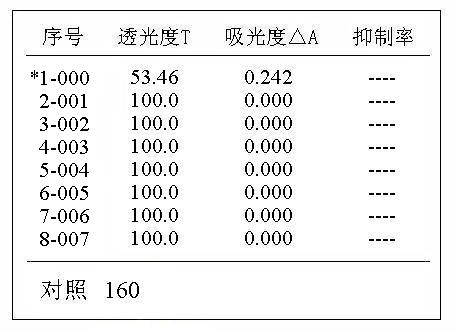 序号 透光度T 吸光度△A 抑制率
*1-000 53.46 0.242 ----
2-001 100.0 0.000 ----
3-002 100.0 0.000 ----
4-003 100.0 0.000 ----
5-004 100.0 0.000 ----
6-005 100.0 0.000 ----
7-006 100.0 0.000 ----
8-007 100.0 0.000 ----
对照 160